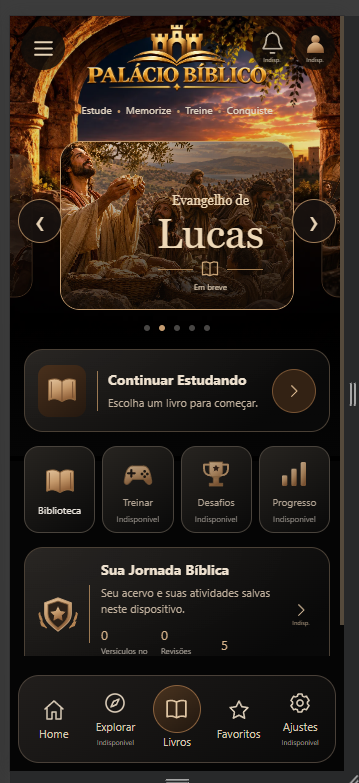 PALÁCIO BÍBLICO
Indisp.
Indisp.
Estude • Memorize • Treine • Conquiste
Evangelho de
Lucas
Em breve
Continuar Estudando
Escolha um livro para começar.
Biblioteca
Treinar
Indisponível
Desafios
Indisponível
Progresso
Indisponível
Sua Jornada Bíblica
Seu acervo e suas atividades salvas
neste dispositivo.
Indisp.
0
Versículos no
0
Revisões
5
Home
Explorar
Indisponível
Livros
Favoritos
Ajustes
Indisponível